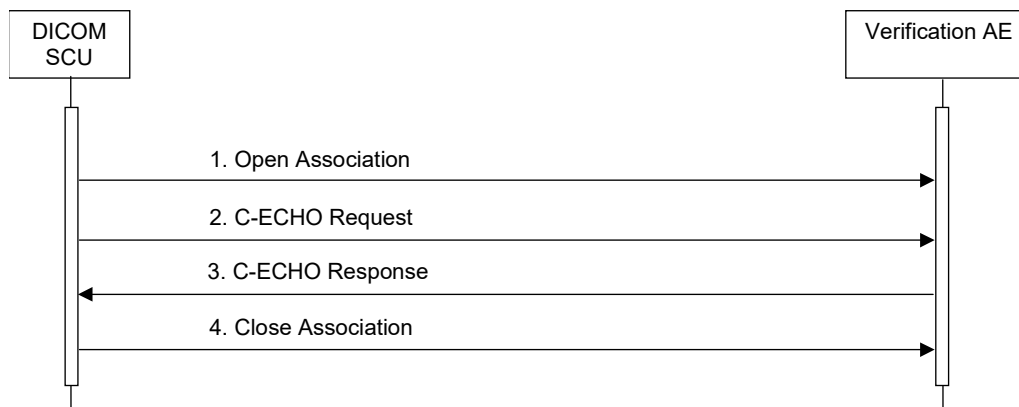 DICOM
SCU
Verification AE
1. Open Association
2. C-ECHO Request
3. C-ECHO Response
4. Close Association